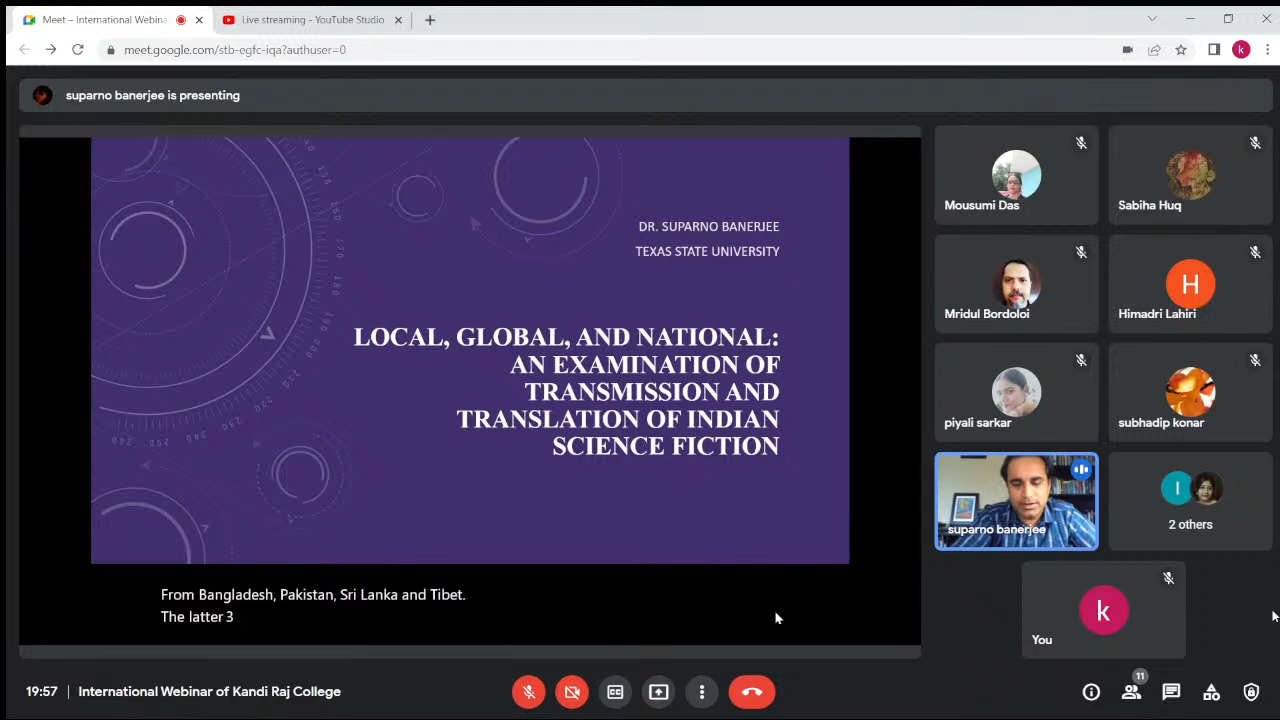 Meet – International Webina
Live streaming - YouTube Studio
meet.google.com/stb-egfc-iqa?authuser=0
k
suparno banerjee is presenting
DR. SUPARNO BANERJEE
TEXAS STATE UNIVERSITY
LOCAL, GLOBAL, AND NATIONAL:
AN EXAMINATION OF
TRANSMISSION AND
TRANSLATION OF INDIAN
SCIENCE FICTION
From Bangladesh, Pakistan, Sri Lanka and Tibet.
The latter 3
Mousumi Das
Sabiha Huq
Mridul Bordoloi
H
Himadri Lahiri
piyali sarkar
subhadip konar
suparno banerjee
I
2 others
k
You
19:57 | International Webinar of Kandi Raj College
11